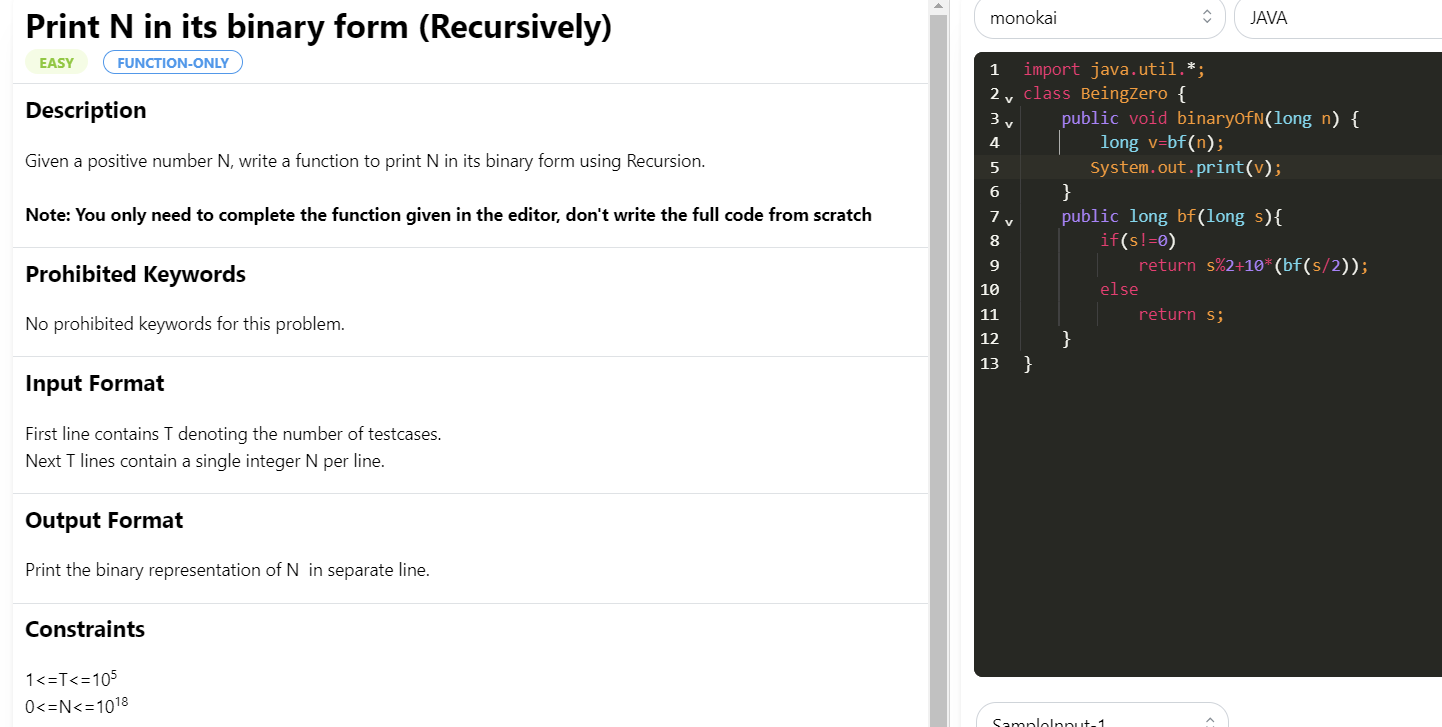 Print N in its binary form (Recursively)
EASY FUNCTION-ONLY
Description
Given a positive number N, write a function to print N in its binary form using Recursion.
Note: You only need to complete the function given in the editor, don't write the full code from scratch
Prohibited Keywords
No prohibited keywords for this problem.
Input Format
First line contains T denoting the number of testcases.
Next T lines contain a single integer N per line.
Output Format
Print the binary representation of N  in separate line.
Constraints
1<=T<=10⁵
0<=N<=10¹⁸
monokai JAVA
1 import java.util.*;
2 class BeingZero {
3     public void binaryOfN(long n) {
4         long v=bf(n);
5        System.out.print(v);
6     }
7     public long bf(long s){
8         if(s!=0)
9             return s%2+10*(bf(s/2));
10         else
11             return s;
12     }
13 }
SampleInput-1